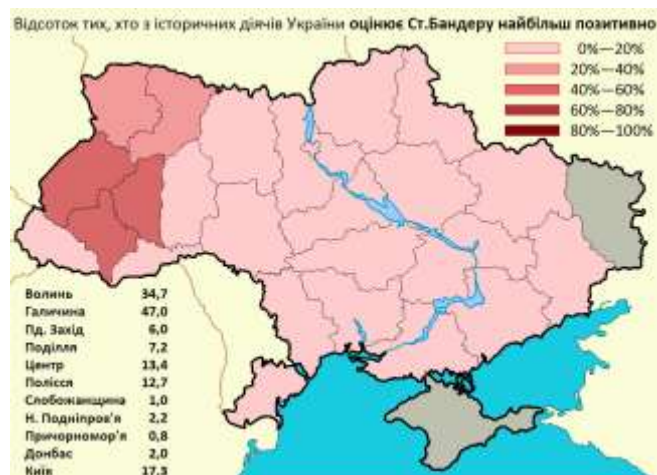 Відсоток тих, хто з історичних діячів України оцінює Ст.Бандеру найбільш позитивно
0%—20%
20%—40%
40%—60%
60%—80%
80%—100%
Волинь 34,7
Галичина 47,0
Пд. Захід 6,0
Поділля 7,2
Центр 13,4
Полісся 12,7
Слобожанщина 1,0
Н. Подніпров'я 2,2
Причорномор'я 0,8
Донбас 2,0
Київ 17,3